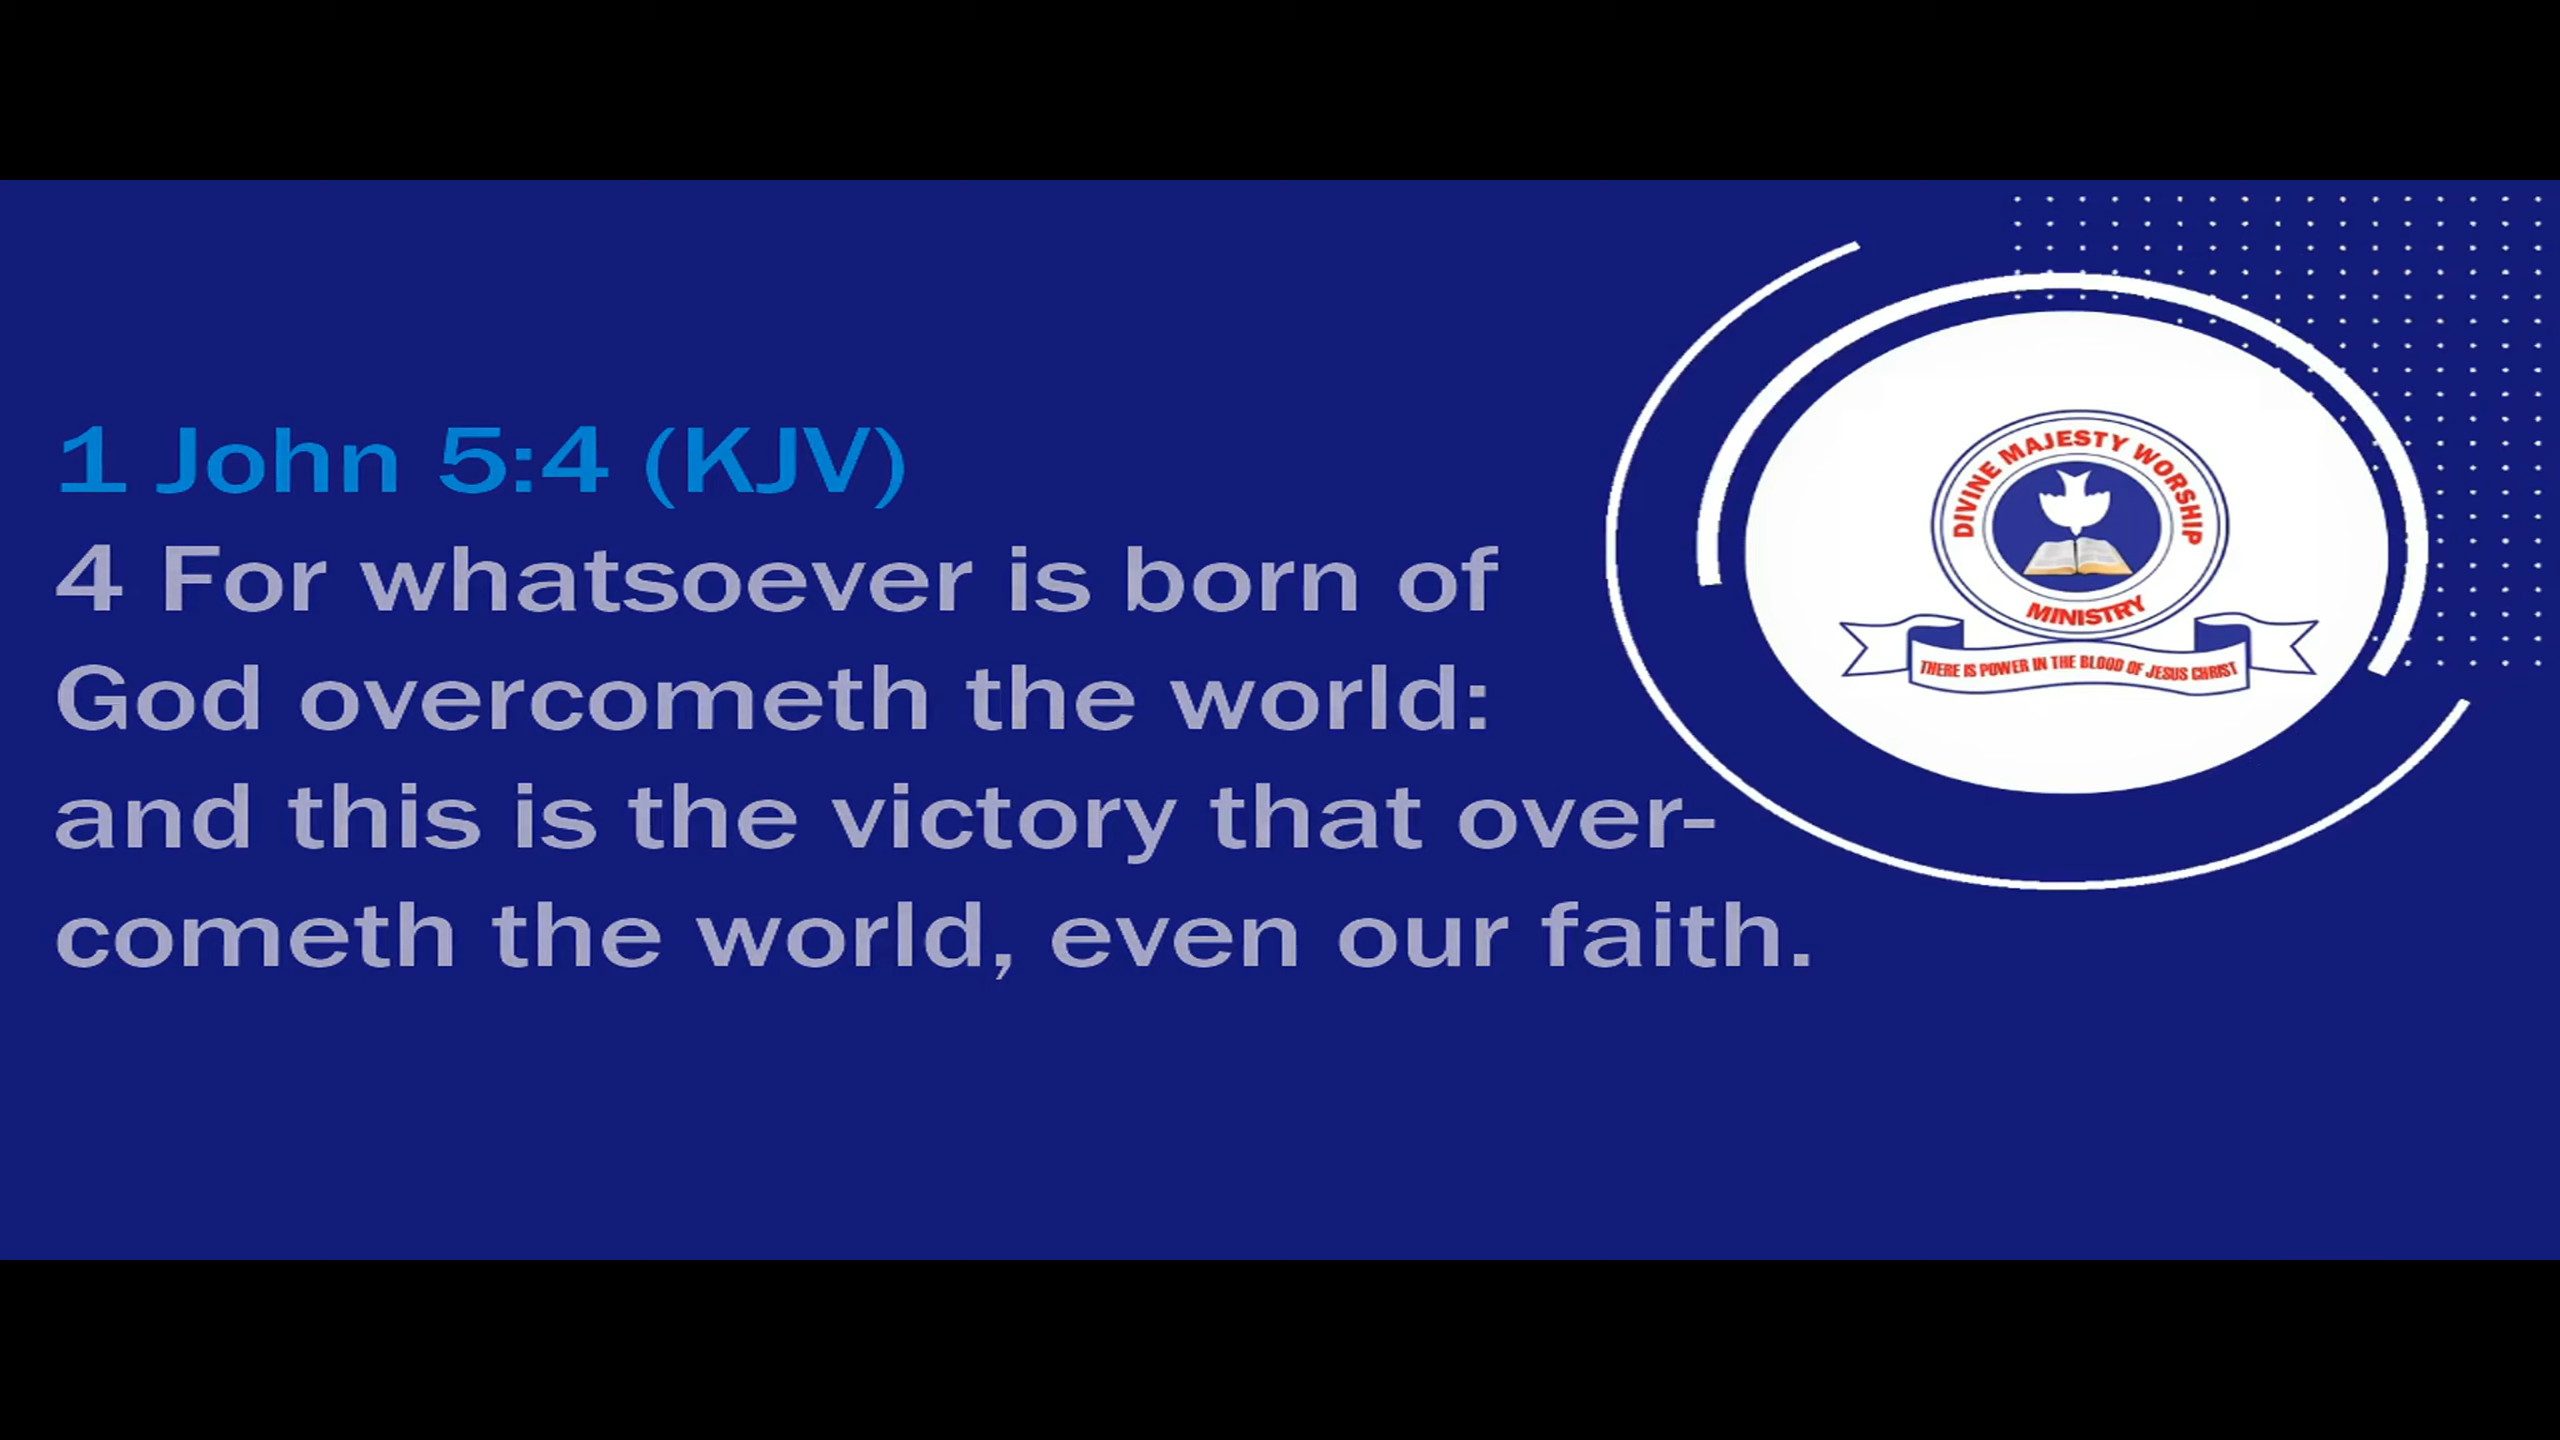 1 John 5:4 (KJV)
4 For whatsoever is born of
God overcometh the world:
and this is the victory that over-
cometh the world, even our faith.
DIVINE MAJESTY WORSHIP
MINISTRY
THERE IS POWER IN THE BLOOD OF JESUS CHRIST